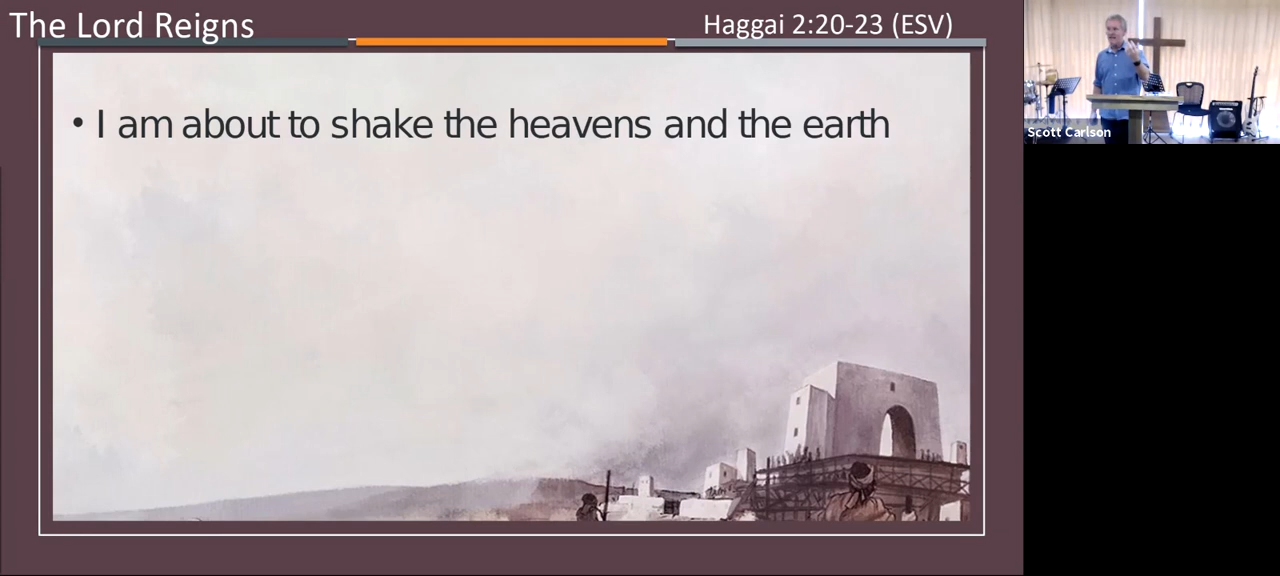 The Lord Reigns
Haggai 2:20-23 (ESV)
• I am about to shake the heavens and the earth
Scott Carlson